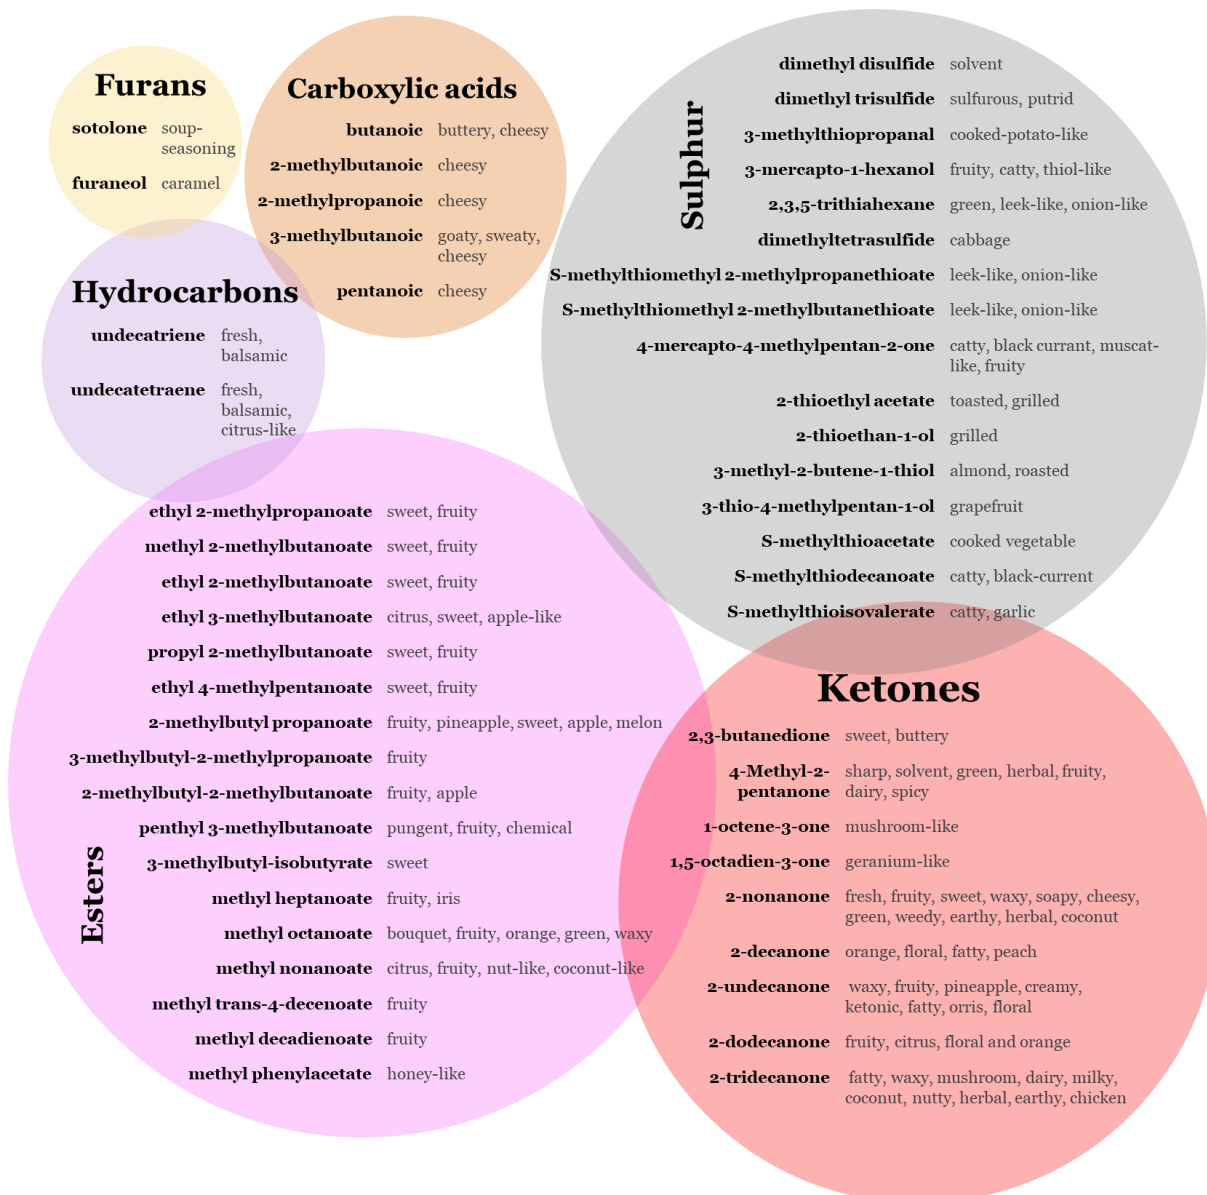 Furans
sotolone soup-
seasoning
furaneol caramel
Carboxylic acids
butanoic buttery, cheesy
2-methylbutanoic cheesy
2-methylpropanoic cheesy
3-methylbutanoic goaty, sweaty,
cheesy
pentanoic cheesy
Hydrocarbons
undecatriene fresh,
balsamic
undecatetraene fresh,
balsamic,
citrus-like
Sulphur
dimethyl disulfide solvent
dimethyl trisulfide sulfurous, putrid
3-methylthiopropanal cooked-potato-like
3-mercapto-1-hexanol fruity, catty, thiol-like
2,3,5-trithiahexane green, leek-like, onion-like
dimethyltetrasulfide cabbage
S-methylthiomethyl 2-methylpropanethioate leek-like, onion-like
S-methylthiomethyl 2-methylbutanethioate leek-like, onion-like
4-mercapto-4-methylpentan-2-one catty, black currant, muscat-
like, fruity
2-thioethyl acetate toasted, grilled
2-thioethan-1-ol grilled
3-methyl-2-butene-1-thiol almond, roasted
3-thio-4-methylpentan-1-ol grapefruit
S-methylthioacetate cooked vegetable
S-methylthiodecanoate catty, black-current
S-methylthioisovalerate catty, garlic
Esters
ethyl 2-methylpropanoate sweet, fruity
methyl 2-methylbutanoate sweet, fruity
ethyl 2-methylbutanoate sweet, fruity
ethyl 3-methylbutanoate citrus, sweet, apple-like
propyl 2-methylbutanoate sweet, fruity
ethyl 4-methylpentanoate sweet, fruity
2-methylbutyl propanoate fruity, pineapple, sweet, apple, melon
3-methylbutyl-2-methylpropanoate fruity
2-methylbutyl-2-methylbutanoate fruity, apple
penthyl 3-methylbutanoate pungent, fruity, chemical
3-methylbutyl-isobutyrate sweet
methyl heptanoate fruity, iris
methyl octanoate bouquet, fruity, orange, green, waxy
methyl nonanoate citrus, fruity, nut-like, coconut-like
methyl trans-4-decenoate fruity
methyl decadienoate fruity
methyl phenylacetate honey-like
Ketones
2,3-butanedione sweet, buttery
4-Methyl-2- sharp, solvent, green, herbal, fruity,
pentanone dairy, spicy
1-octene-3-one mushroom-like
1,5-octadien-3-one geranium-like
2-nonanone fresh, fruity, sweet, waxy, soapy, cheesy,
green, weedy, earthy, herbal, coconut
2-decanone orange, floral, fatty, peach
2-undecanone waxy, fruity, pineapple, creamy,
ketonic, fatty, orris, floral
2-dodecanone fruity, citrus, floral and orange
2-tridecanone fatty, waxy, mushroom, dairy, milky,
coconut, nutty, herbal, earthy, chicken